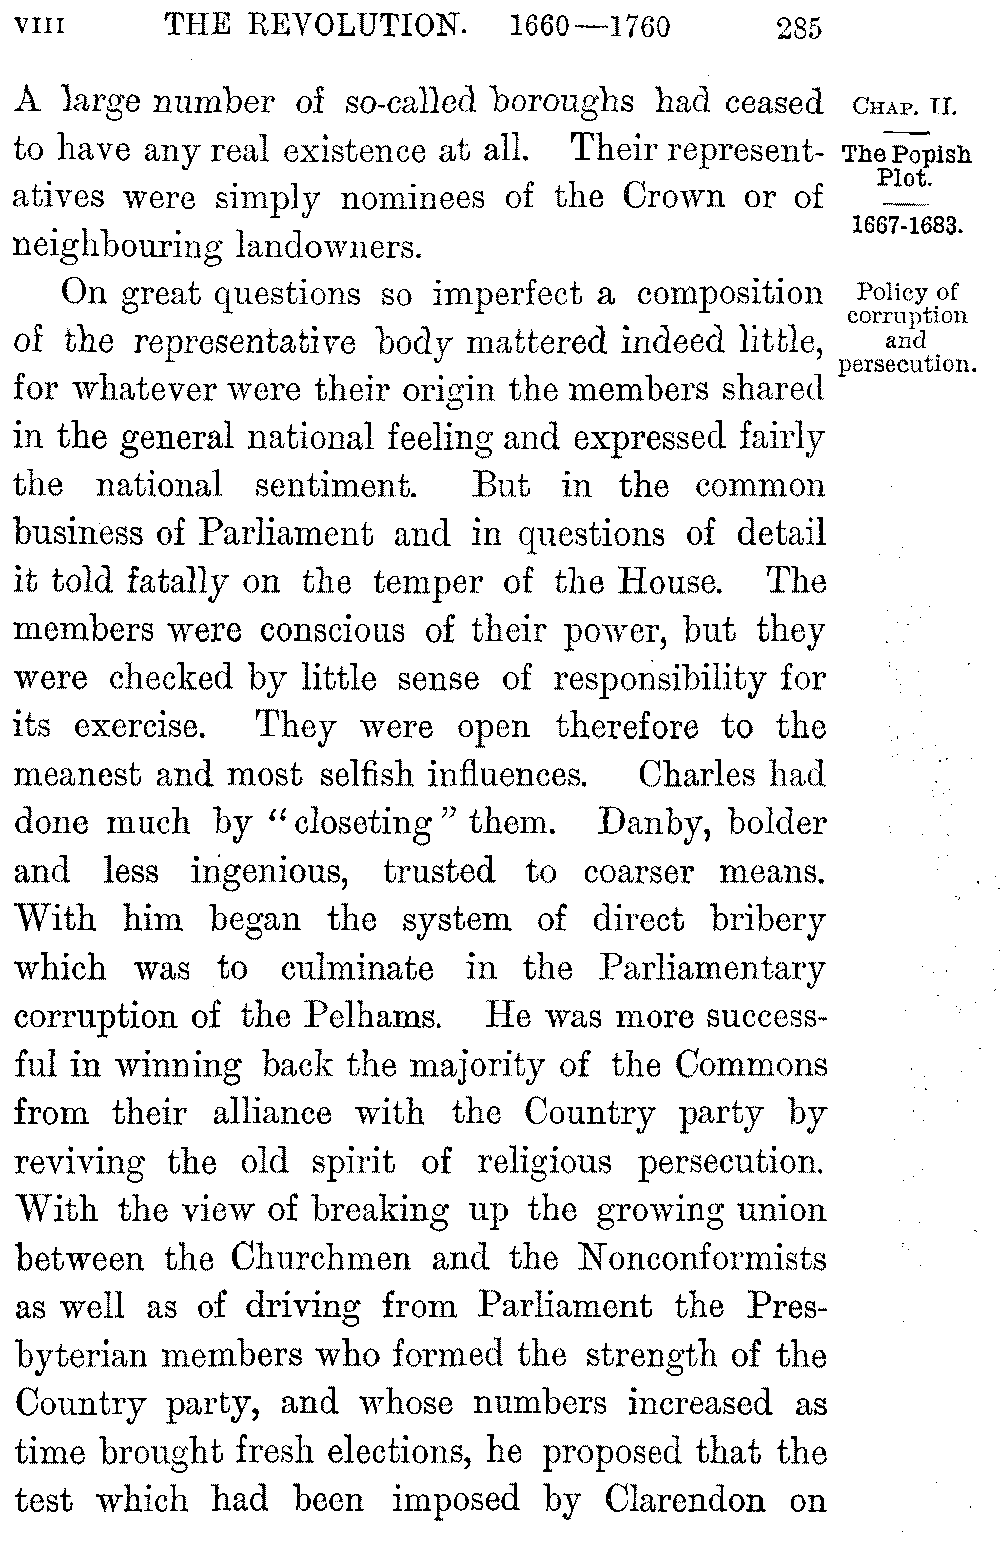 VIII THE REVOLUTION. 1660—1760 285
A large number of so-called boroughs had ceased
to have any real existence at all. Their represent-
atives were simply nominees of the Crown or of
neighbouring landowners.
CHAP. II.
The Popish
Plot.
1667-1683.
On great questions so imperfect a composition
of the representative body mattered indeed little,
for whatever were their origin the members shared
in the general national feeling and expressed fairly
the national sentiment. But in the common
business of Parliament and in questions of detail
it told fatally on the temper of the House. The
members were conscious of their power, but they
were checked by little sense of responsibility for
its exercise. They were open therefore to the
meanest and most selfish influences. Charles had
done much by "closeting" them. Danby, bolder
and less ingenious, trusted to coarser means.
With him began the system of direct bribery
which was to culminate in the Parliamentary
corruption of the Pelhams. He was more success-
ful in winning back the majority of the Commons
from their alliance with the Country party by
reviving the old spirit of religious persecution.
With the view of breaking up the growing union
between the Churchmen and the Nonconformists
as well as of driving from Parliament the Pres-
byterian members who formed the strength of the
Country party, and whose numbers increased as
time brought fresh elections, he proposed that the
test which had been imposed by Clarendon on
Policy of
corruption
and
persecution.